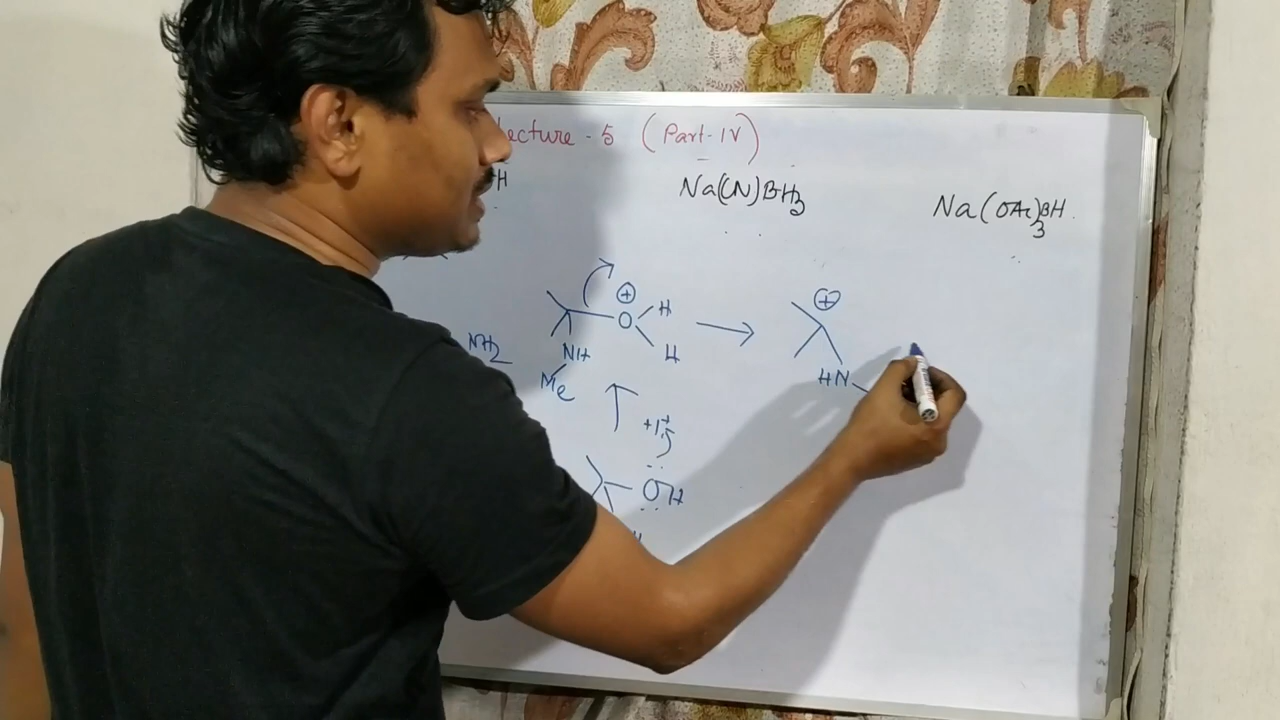 Lecture - 5 (Part - IV)
H Na(CN)BH3 Na(OAc)3BH
⊕ ⊕
O H
NH2 NH H HN
Me
+H+
OH